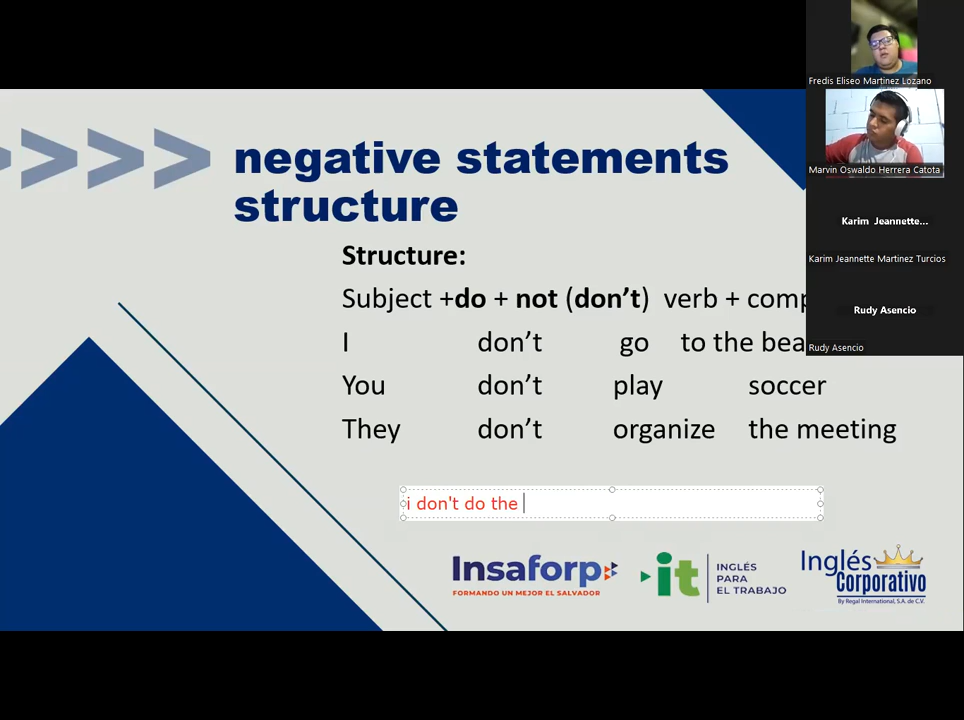 Fredis Eliseo Martinez Lozano
Marvin Oswaldo Herrera Catota
Karim Jeannette...
Karim Jeannette Martinez Turcios
Rudy Asencio
Rudy Asencio
negative statements
structure
Structure:
Subject +do + not (don't) verb + comp
I don't go to the bea
You don't play soccer
They don't organize the meeting
i don't do the
Insaforp
FORMANDO UN MEJOR EL SALVADOR
it
INGLÉS
PARA
EL TRABAJO
Inglés
Corporativo
By Regal International, S.A. de C.V.